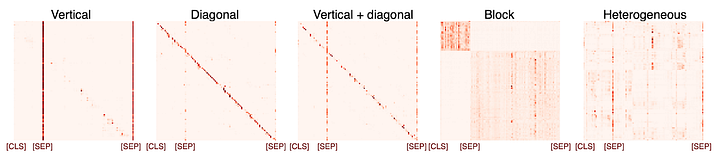 Vertical Diagonal Vertical + diagonal Block Heterogeneous
[CLS] [SEP] [SEP] [CLS] [SEP] [SEP] [CLS] [SEP] [SEP] [CLS] [SEP] [SEP] [CLS] [SEP] [SEP]